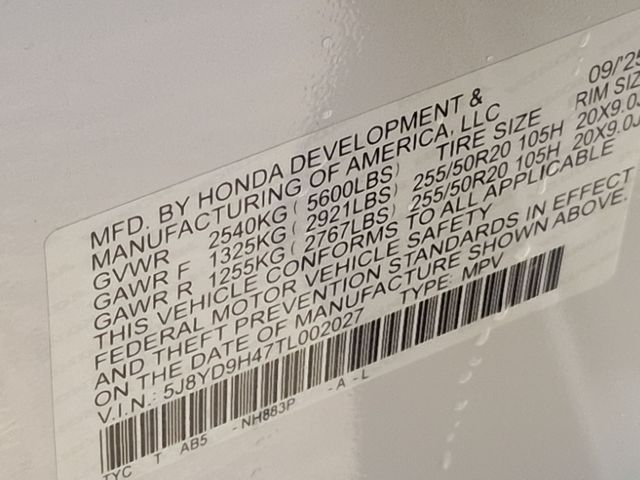 MFD. BY HONDA DEVELOPMENT & 09/'25
MANUFACTURING OF AMERICA, LLC
TIRE SIZE RIM SIZ
GVWR 2540KG ( 5600LBS)
GAWR F 1325KG ( 2921LBS) 255/50R20 105H 20X9.0J
GAWR R 1255KG ( 2767LBS) 255/50R20 105H 20X9.0J
THIS VEHICLE CONFORMS TO ALL APPLICABLE
FEDERAL MOTOR VEHICLE SAFETY
AND THEFT PREVENTION STANDARDS IN EFFECT
ON THE DATE OF MANUFACTURE SHOWN ABOVE.
V.I.N.: 5J8YD9H47TL002027 TYPE: MPV
TYC T AB5 - NH883P - A - L